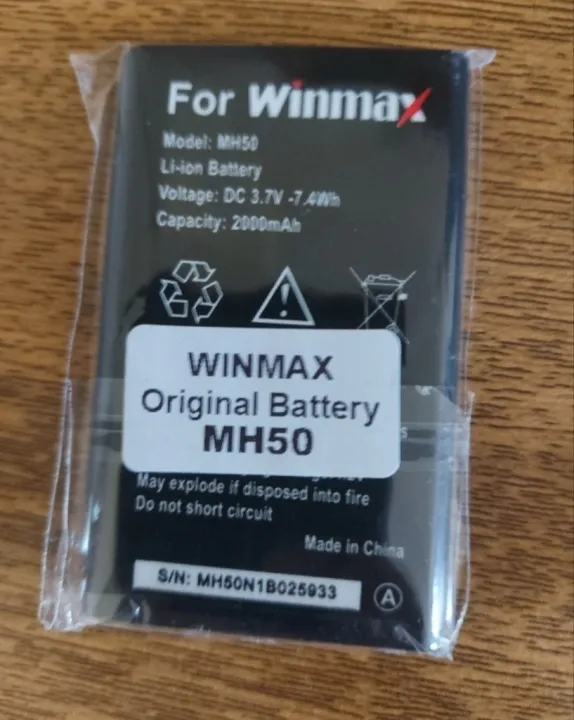 For Winmax
Model: MH50
Li-ion Battery
Voltage: DC 3.7V -7.4Wh
Capacity: 2000mAh
WINMAX
Original Battery
MH50
May explode if disposed into fire
Do not short circuit
Made in China
S/N: MH50N1B025933
A